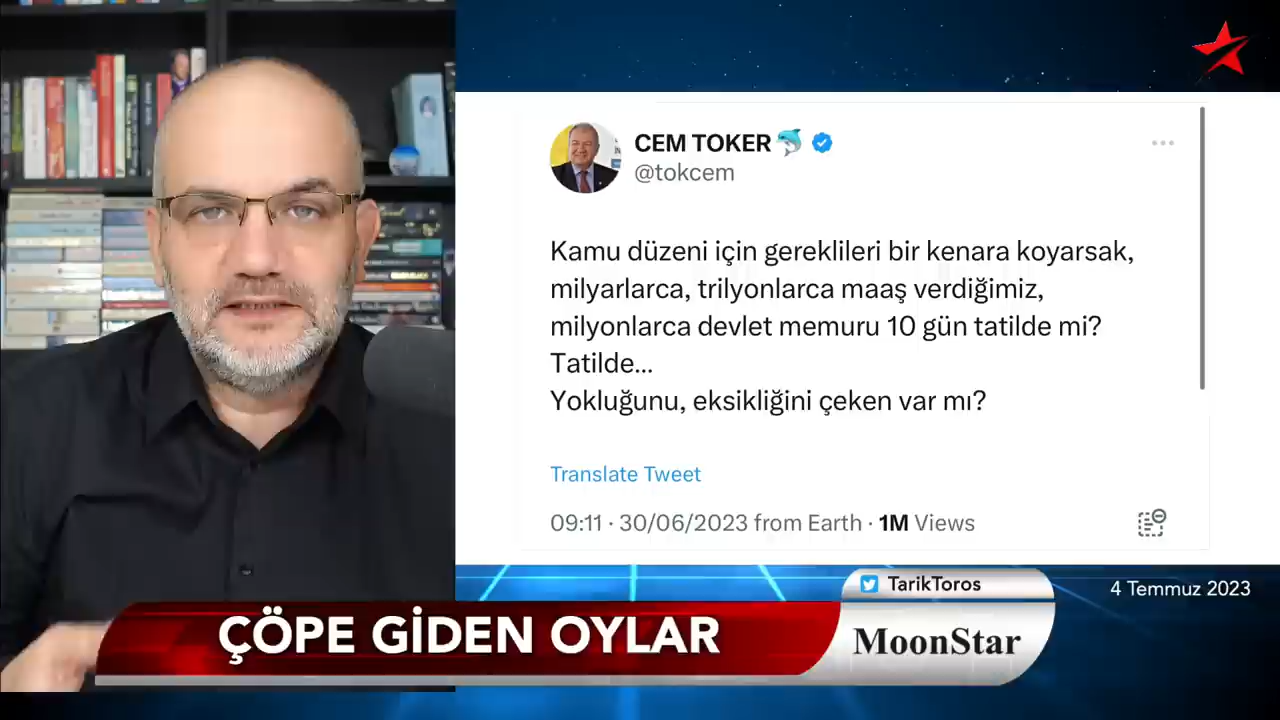 CEM TOKER
@tokcem
Kamu düzeni için gereklileri bir kenara koyarsak,
milyarlarca, trilyonlarca maaş verdiğimiz,
milyonlarca devlet memuru 10 gün tatilde mi?
Tatilde...
Yokluğunu, eksikliğini çeken var mı?
Translate Tweet
09:11 · 30/06/2023 from Earth · 1M Views
TarikToros
4 Temmuz 2023
ÇÖPE GİDEN OYLAR
MoonStar